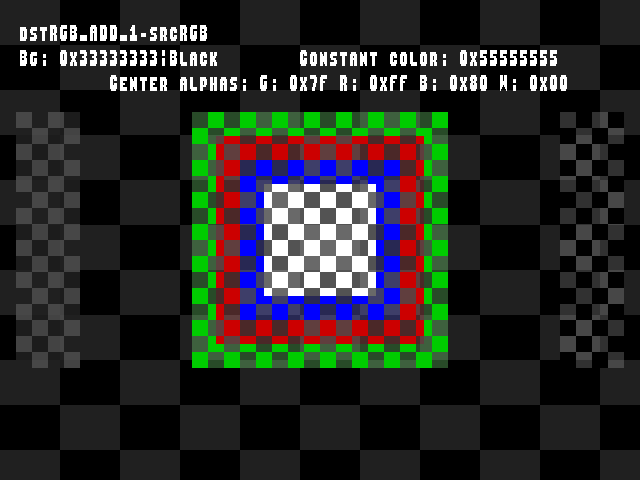 dstRGB_ADD_1-srcRGB
Bg: 0x33333333;Black Constant color: 0x55555555
Center alphas: G: 0x7f R: 0xff B: 0x80 W: 0x00